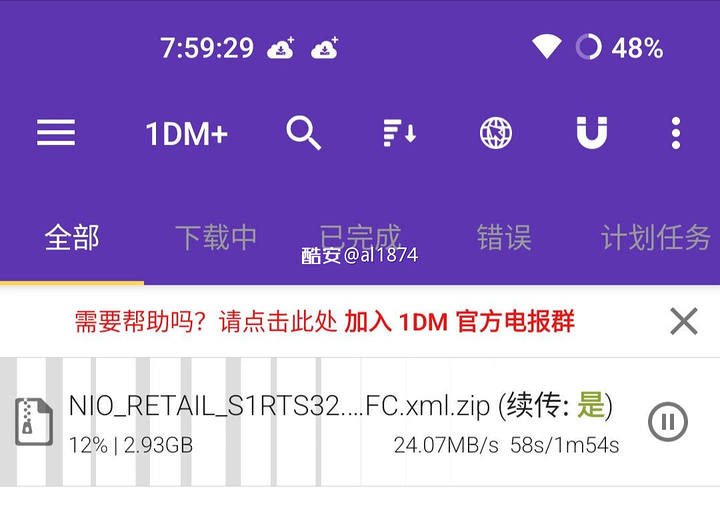 7:59:29 48%
1DM+
全部 下载中 已完成 错误 计划任务
酷安@al1874
需要帮助吗？请点击此处 加入 1DM 官方电报群
NIO_RETAIL_S1RTS32....FC.xml.zip (续传: 是)
12% | 2.93GB 24.07MB/s 58s/1m54s